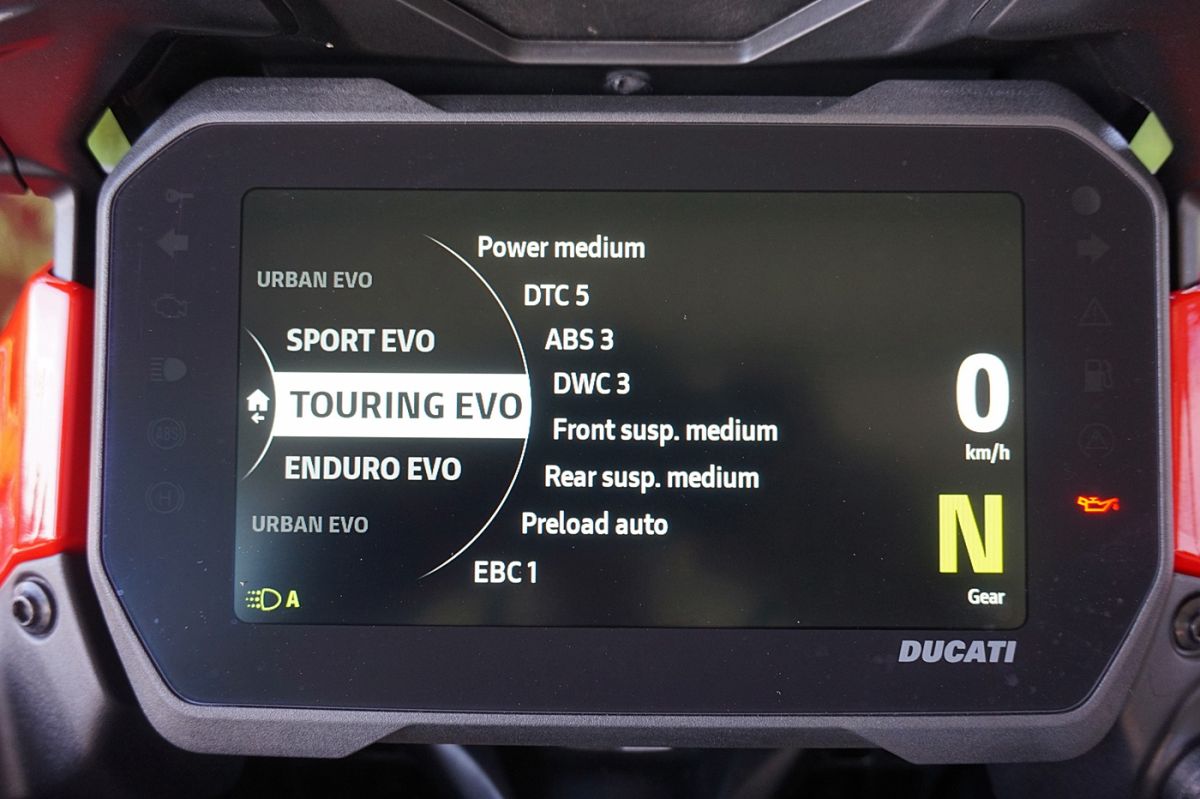 URBAN EVO
SPORT EVO
TOURING EVO
ENDURO EVO
URBAN EVO
A
Power medium
DTC 5
ABS 3
DWC 3
Front susp. medium
Rear susp. medium
Preload auto
EBC 1
0
km/h
N
Gear
DUCATI
ABS
H